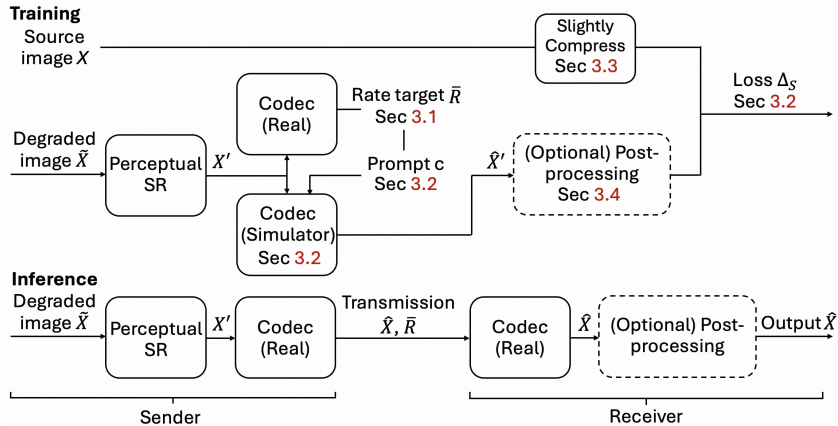 Training
Source
image X
Slightly
Compress
Sec 3.3
Loss Δ_S
Sec 3.2
Codec
(Real)
Rate target R̄
Sec 3.1
Degraded
image X̃
Perceptual
SR
X′
Prompt c
Sec 3.2
Codec
(Simulator)
Sec 3.2
X̂′
(Optional) Post-
processing
Sec 3.4
Inference
Degraded
image X̃
Perceptual
SR
X′
Codec
(Real)
Transmission
X̂, R̄
Codec
(Real)
X̂
(Optional) Post-
processing
Output X̂
Sender
Receiver